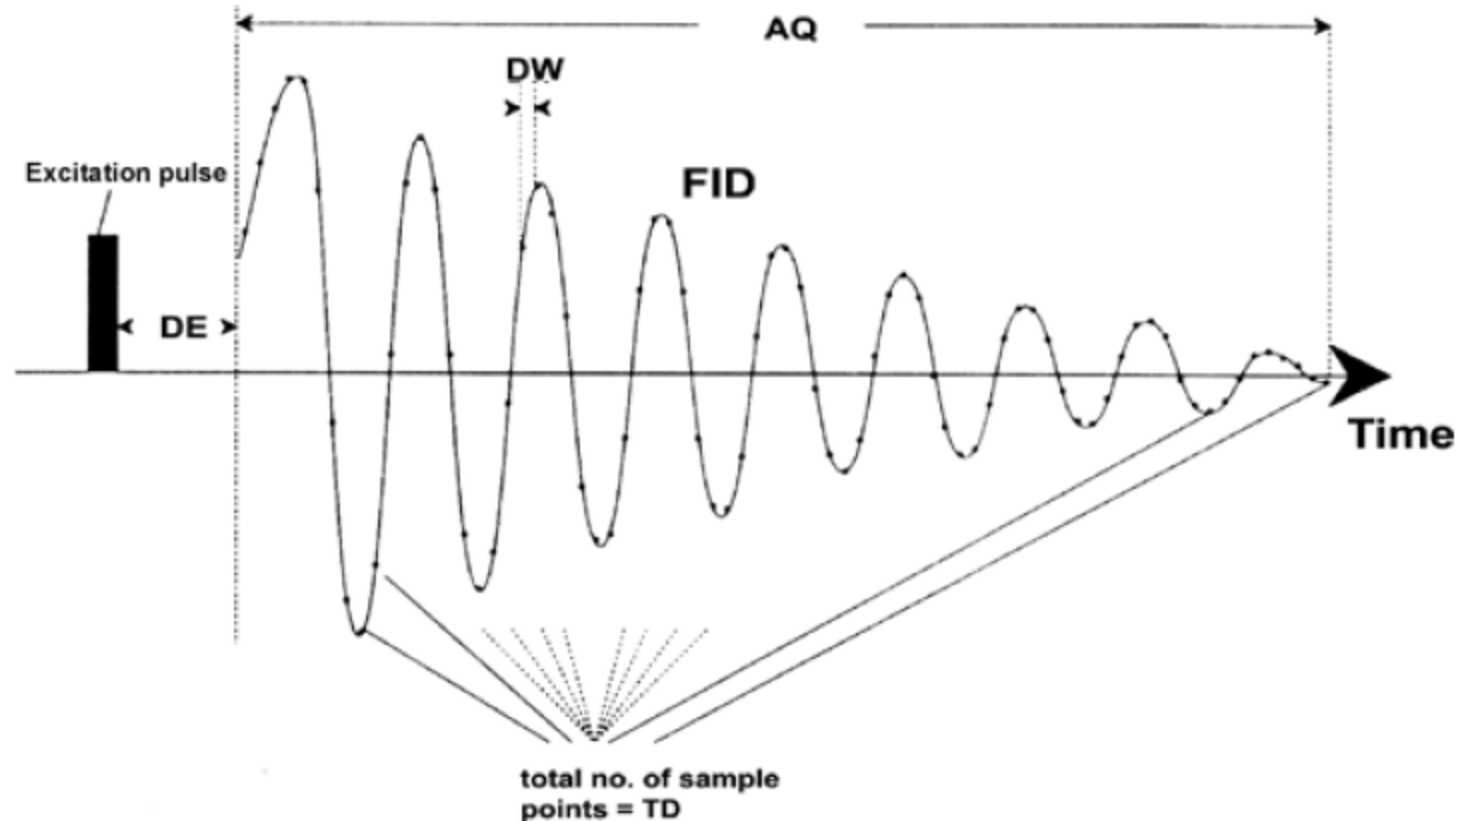 AQ
DW
Excitation pulse
FID
DE
Time
total no. of sample
points = TD